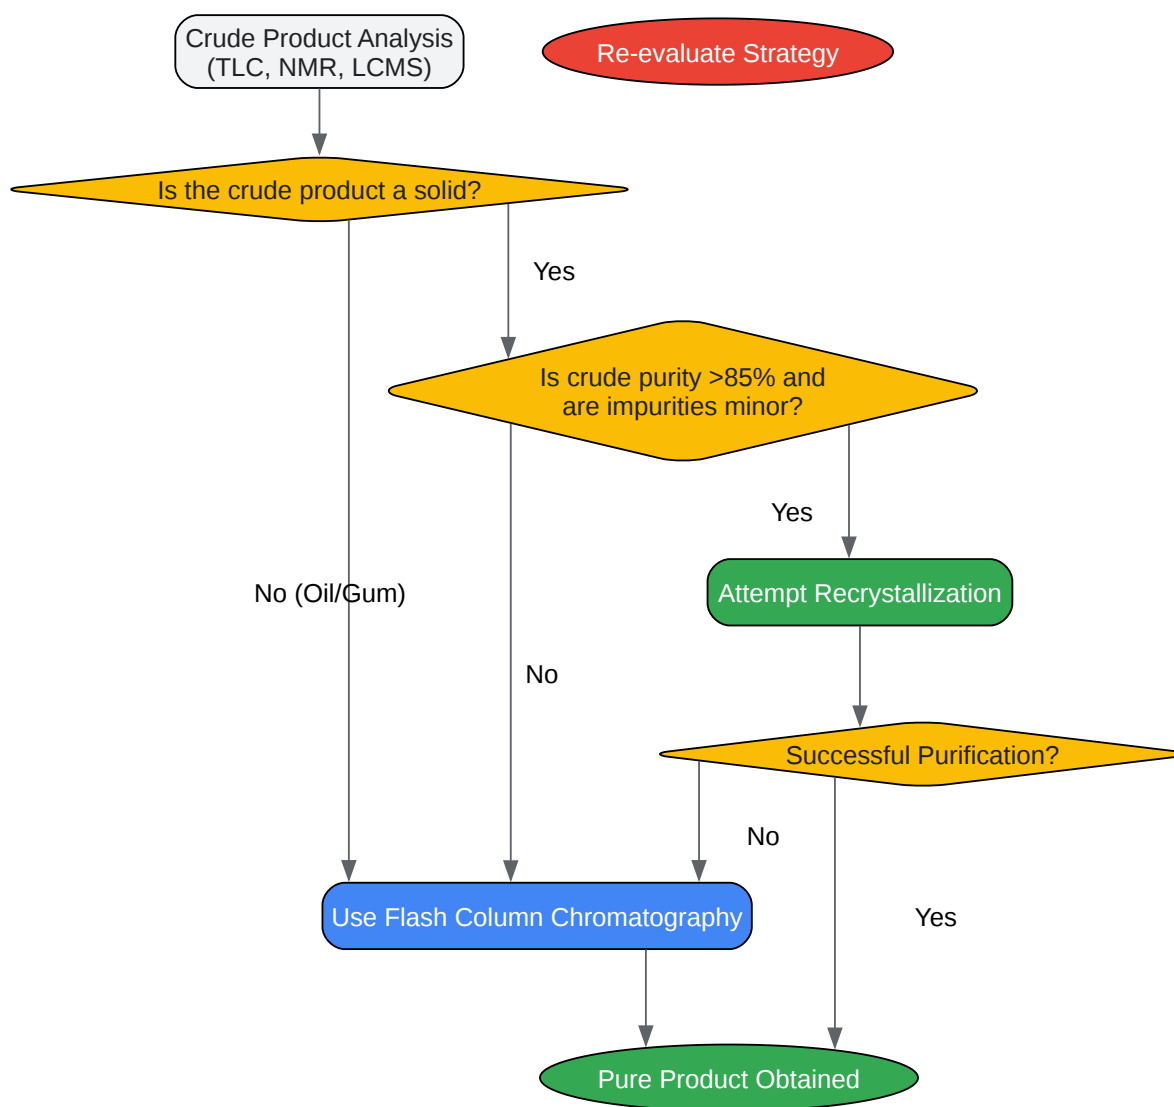 Crude Product Analysis
(TLC, NMR, LCMS)
Re-evaluate Strategy
Is the crude product a solid?
Yes
Is crude purity >85% and
are impurities minor?
Yes
Attempt Recrystallization
No (Oil/Gum)
No
Successful Purification?
No
Use Flash Column Chromatography
Yes
Pure Product Obtained